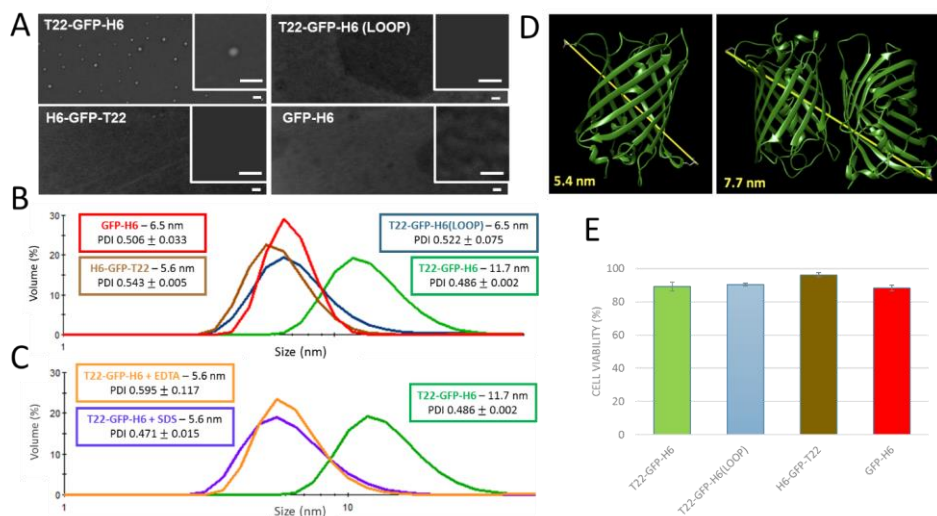 A
T22-GFP-H6
T22-GFP-H6 (LOOP)
H6-GFP-T22
GFP-H6
D
5.4 nm
7.7 nm
B
Volume (%)
30
20
10
0
GFP-H6 – 6.5 nm
PDI 0.506 ± 0.033
H6-GFP-T22 – 5.6 nm
PDI 0.543 ± 0.005
T22-GFP-H6(LOOP) – 6.5 nm
PDI 0.522 ± 0.075
T22-GFP-H6 – 11.7 nm
PDI 0.486 ± 0.002
1
Size (nm)
C
Volume (%)
30
20
10
0
T22-GFP-H6 + EDTA – 5.6 nm
PDI 0.595 ± 0.117
T22-GFP-H6 + SDS – 5.6 nm
PDI 0.471 ± 0.015
T22-GFP-H6 – 11.7 nm
PDI 0.486 ± 0.002
1
Size (nm)
10
E
CELL VIABILITY (%)
100
80
60
40
20
0
T22-GFP-H6
T22-GFP-H6(LOOP)
H6-GFP-T22
GFP-H6